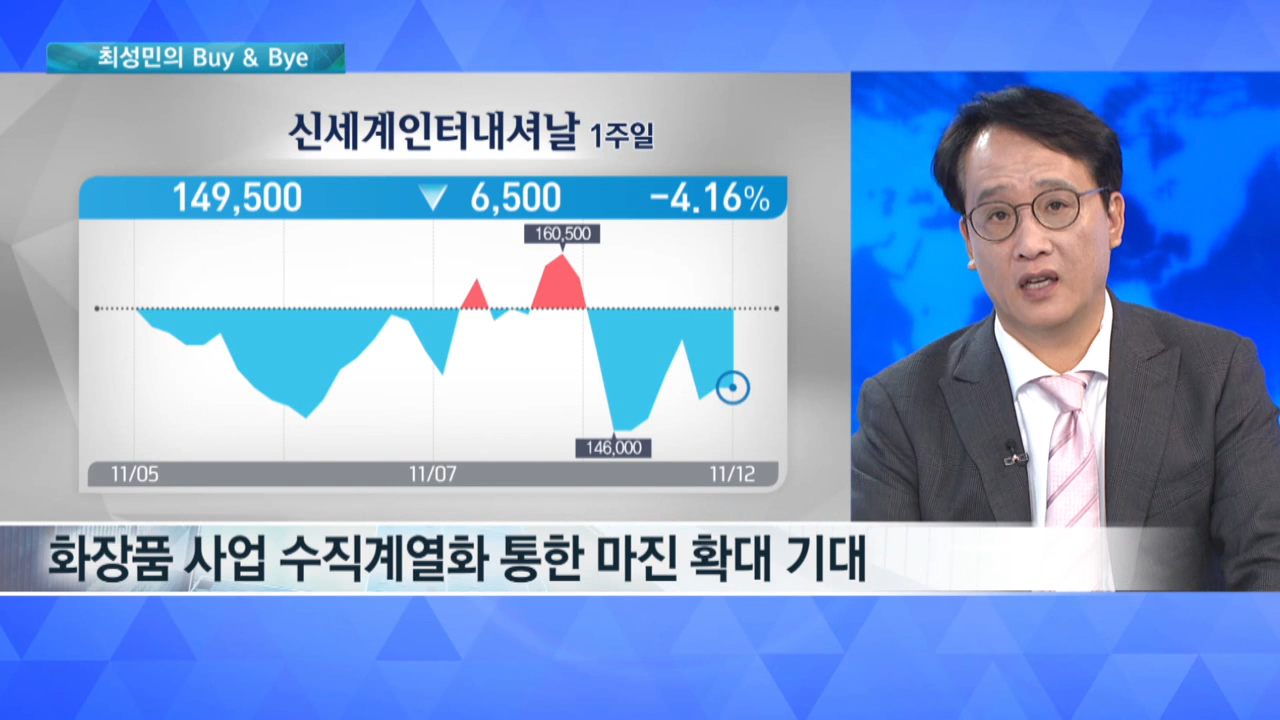 최성민의 Buy & Bye
신세계인터내셔날 1주일
149,500 ▼ 6,500 -4.16%
160,500
146,000
11/05 11/07 11/12
화장품 사업 수직계열화 통한 마진 확대 기대